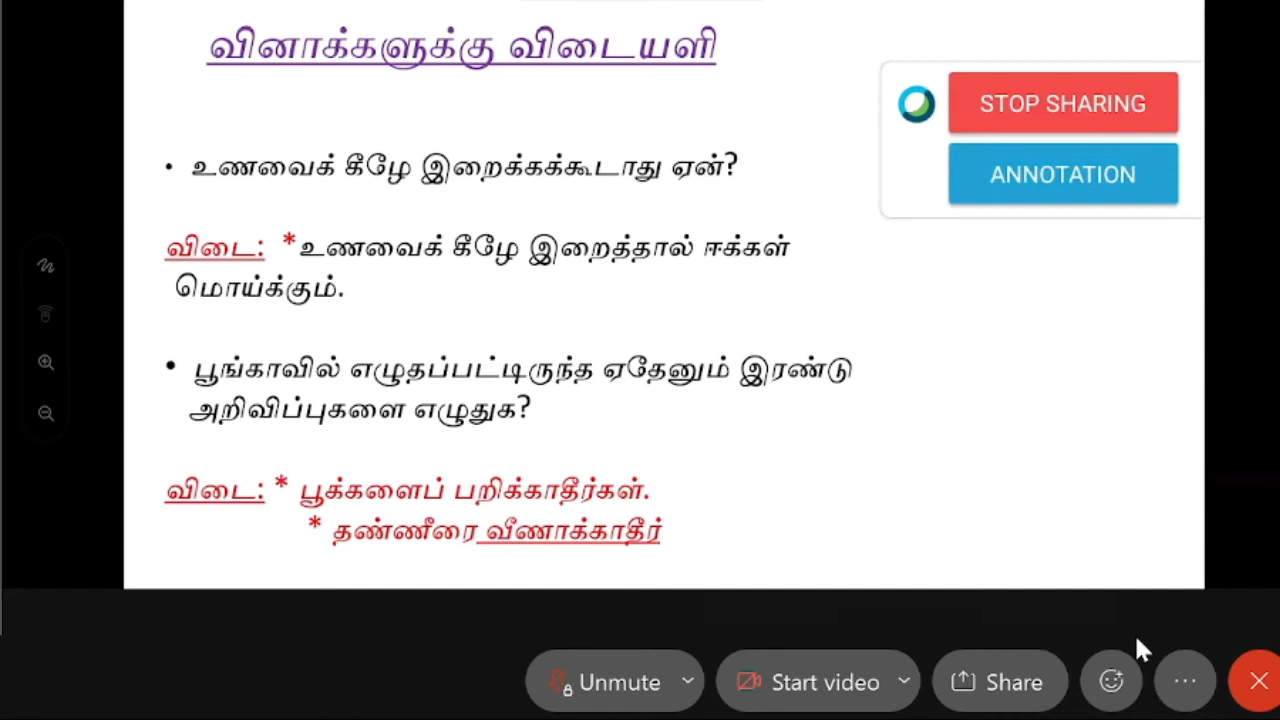 வினாக்களுக்கு விடையளி
STOP SHARING
ANNOTATION
• உணவைக் கீழே இறைக்கக்கூடாது ஏன்?
விடை: *உணவைக் கீழே இறைத்தால் ஈக்கள்
மொய்க்கும்.
• பூங்காவில் எழுதப்பட்டிருந்த ஏதேனும் இரண்டு
அறிவிப்புகளை எழுதுக?
விடை: * பூக்களைப் பறிக்காதீர்கள்.
* தண்ணீரை வீணாக்காதீர்
Unmute
Start video
Share